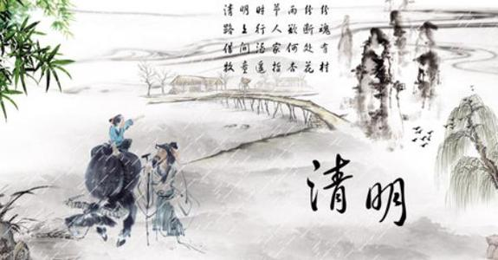 清明时节雨纷纷
路上行人欲断魂
借问酒家何处有
牧童遥指杏花村
清明